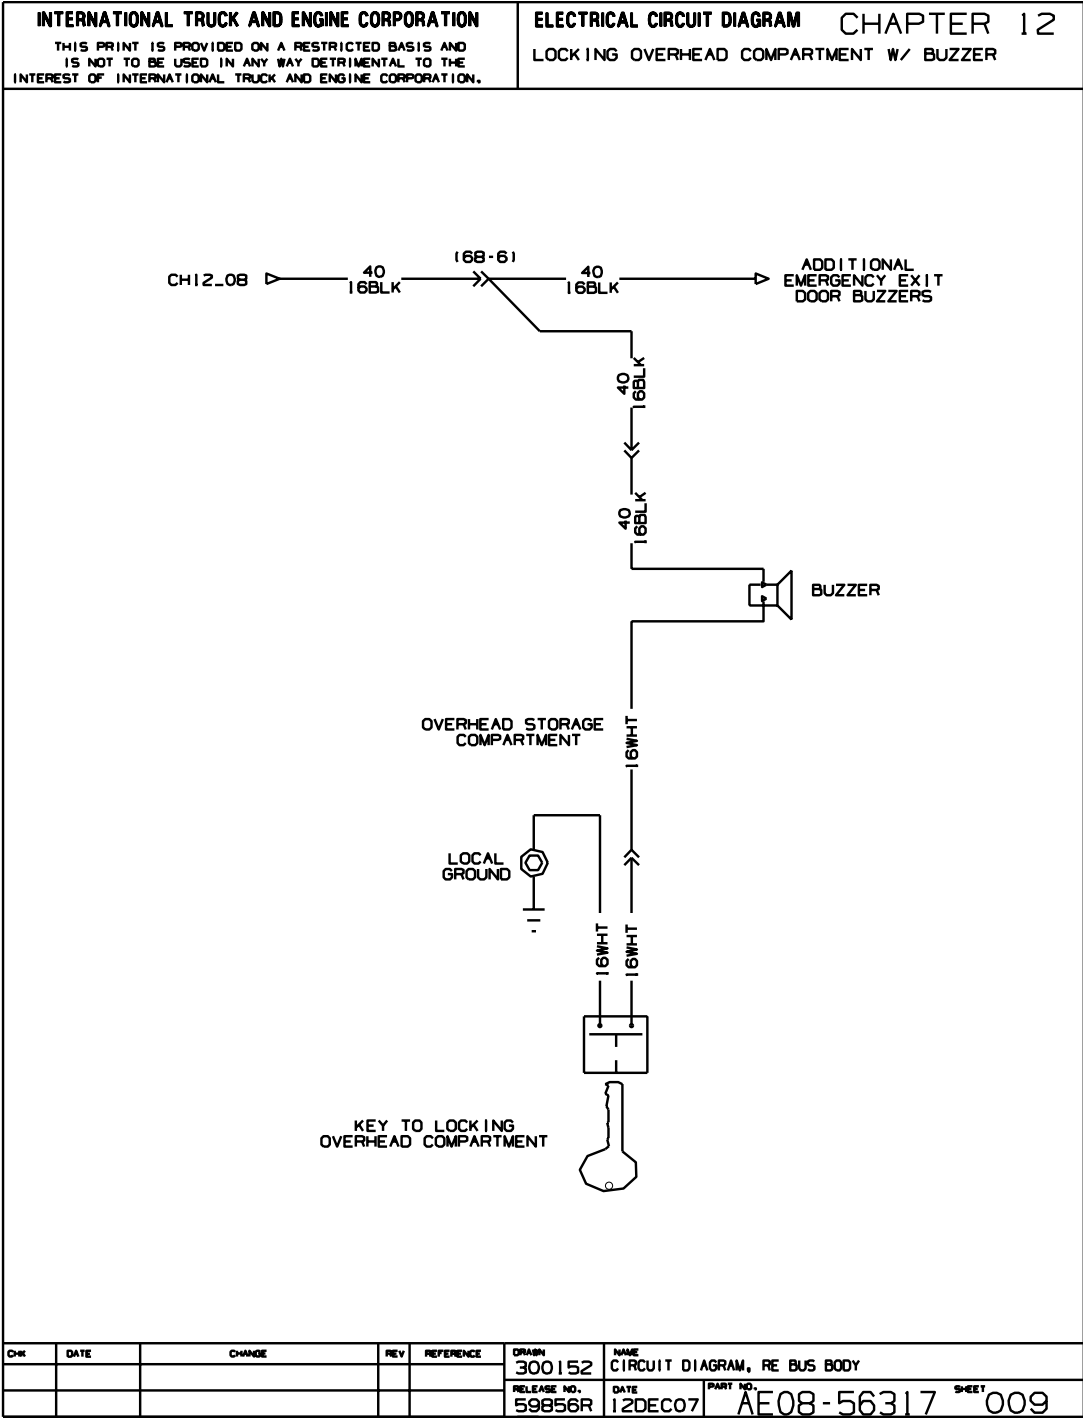 INTERNATIONAL TRUCK AND ENGINE CORPORATION
THIS PRINT IS PROVIDED ON A RESTRICTED BASIS AND
IS NOT TO BE USED IN ANY WAY DETRIMENTAL TO THE
INTEREST OF INTERNATIONAL TRUCK AND ENGINE CORPORATION.
ELECTRICAL CIRCUIT DIAGRAM CHAPTER 12
LOCKING OVERHEAD COMPARTMENT W/ BUZZER
(68-6)
CH12_08
40
16BLK
40
16BLK
ADDITIONAL
EMERGENCY EXIT
DOOR BUZZERS
40
16BLK
40
16BLK
BUZZER
OVERHEAD STORAGE
COMPARTMENT
16WHT
LOCAL
GROUND
16WHT
16WHT
KEY TO LOCKING
OVERHEAD COMPARTMENT
CHK DATE CHANGE REV REFERENCE
DRAWN
300152
NAME
CIRCUIT DIAGRAM, RE BUS BODY
RELEASE NO.
59856R
DATE
12DEC07
PART NO.
AE08-56317
SHEET
009